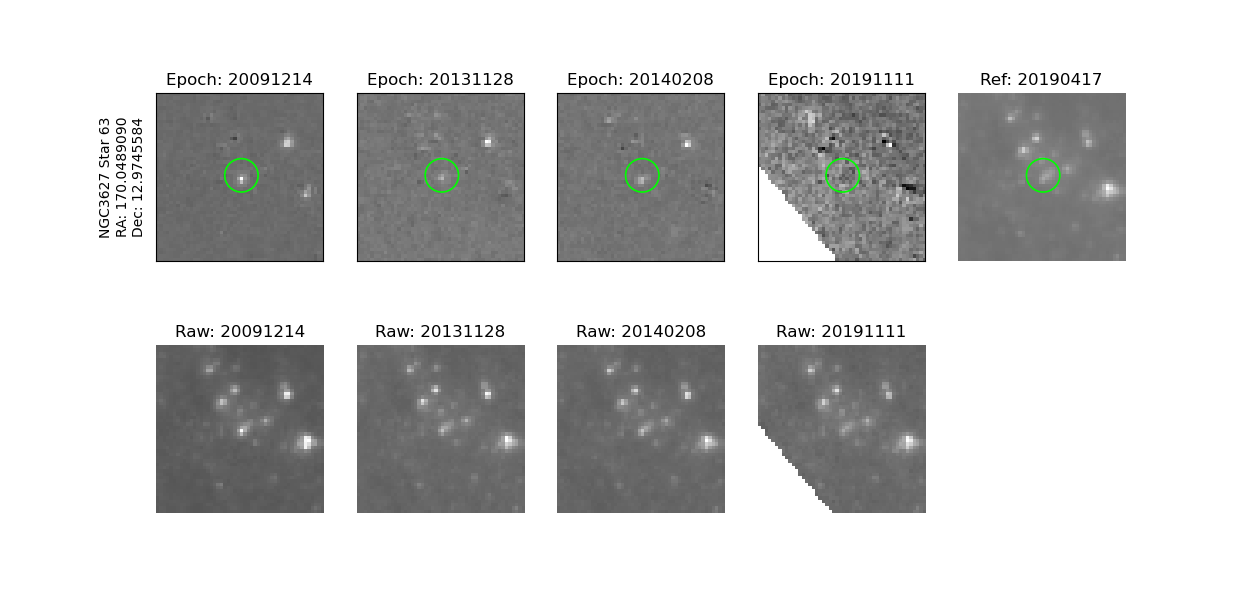 Epoch: 20091214
Epoch: 20131128
Epoch: 20140208
Epoch: 20191111
Ref: 20190417
NGC3627 Star 63
RA: 170.0489090
Dec: 12.9745584
Raw: 20091214
Raw: 20131128
Raw: 20140208
Raw: 20191111